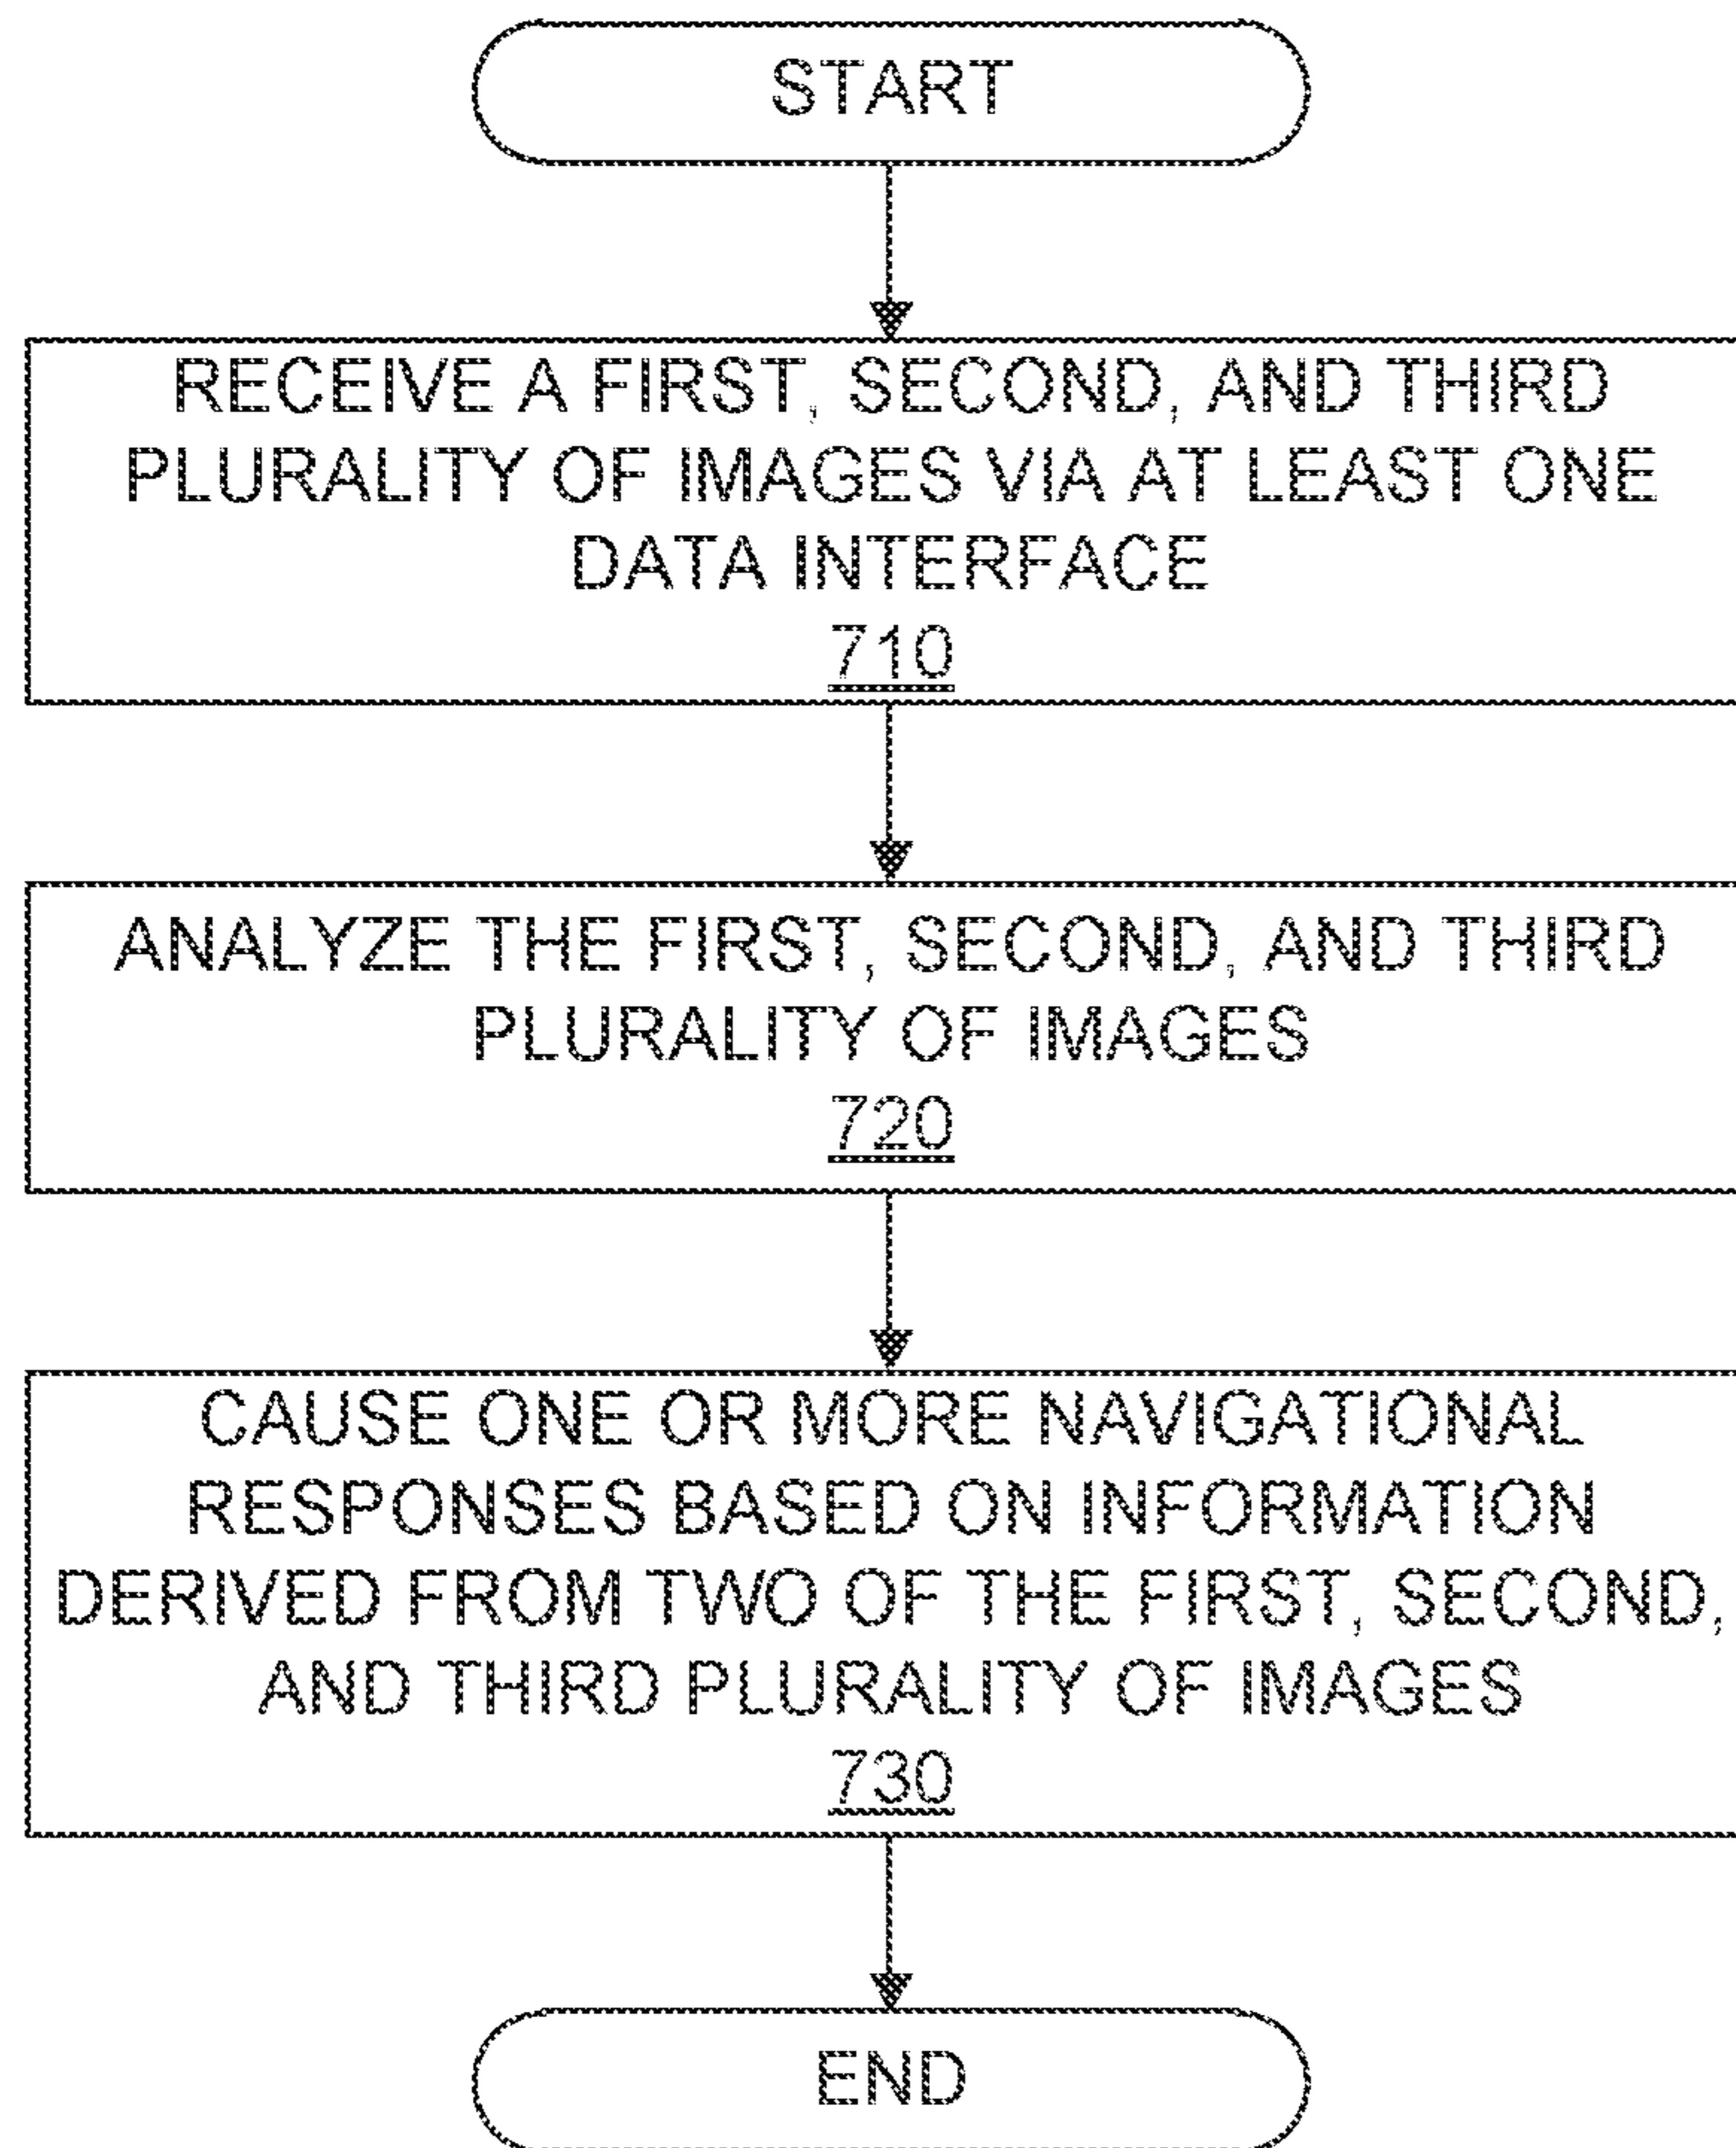 START
RECEIVE A FIRST, SECOND, AND THIRD
PLURALITY OF IMAGES VIA AT LEAST ONE
DATA INTERFACE
710
ANALYZE THE FIRST, SECOND, AND THIRD
PLURALITY OF IMAGES
720
CAUSE ONE OR MORE NAVIGATIONAL
RESPONSES BASED ON INFORMATION
DERIVED FROM TWO OF THE FIRST, SECOND,
AND THIRD PLURALITY OF IMAGES
730
END